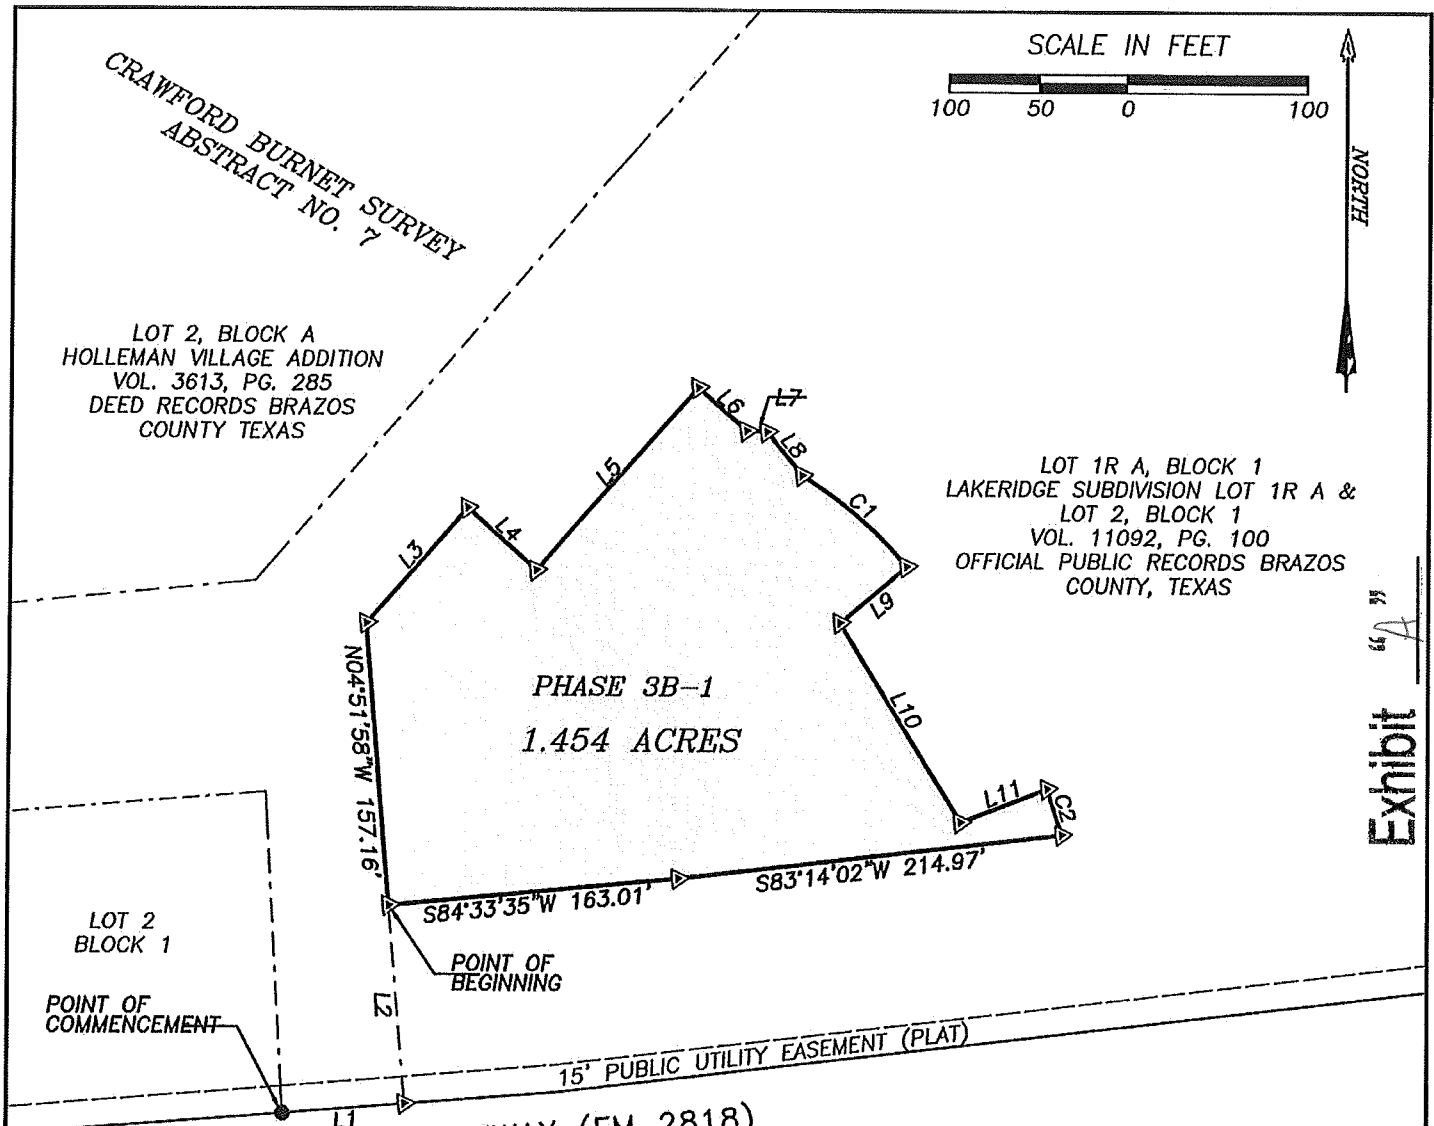 SCALE IN FEET
100 50 0 100
NORTH
CRAWFORD BURNET SURVEY
ABSTRACT NO. 7
LOT 2, BLOCK A
HOLLEMAN VILLAGE ADDITION
VOL. 3613, PG. 285
DEED RECORDS BRAZOS
COUNTY TEXAS
L6
L7
L8
L5
C1
L4
L3
L9
LOT 1R A, BLOCK 1
LAKERIDGE SUBDIVISION LOT 1R A &
LOT 2, BLOCK 1
VOL. 11092, PG. 100
OFFICIAL PUBLIC RECORDS BRAZOS
COUNTY, TEXAS
Exhibit "A"
PHASE 3B-1
1.454 ACRES
L10
L11
C2
N04°51'58"W 157.16'
S84°33'35"W 163.01'
S83°14'02"W 214.97'
LOT 2
BLOCK 1
POINT OF
BEGINNING
POINT OF
COMMENCEMENT
L2
15' PUBLIC UTILITY EASEMENT (PLAT)
L1
(FM 2818)